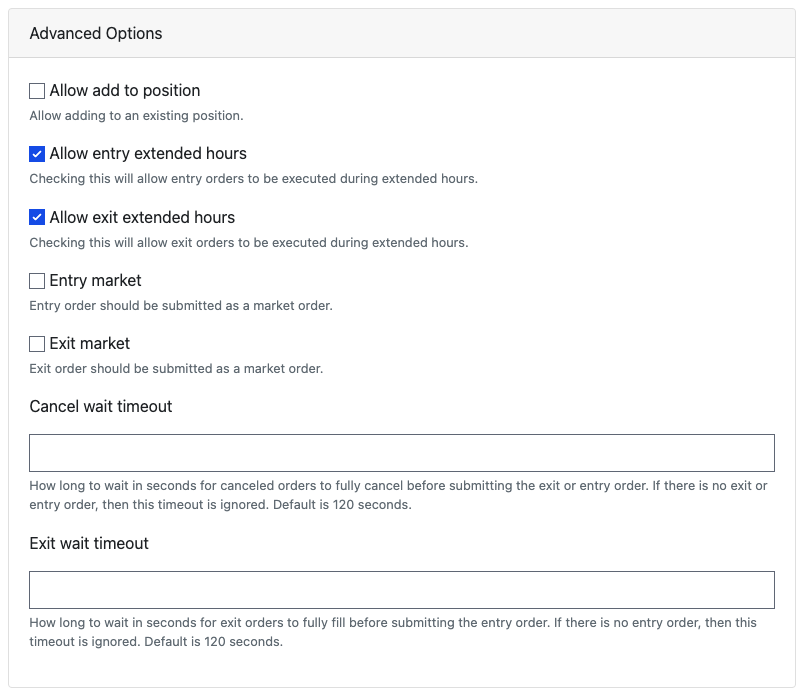 Advanced Options
Allow add to position
Allow adding to an existing position.
Allow entry extended hours
Checking this will allow entry orders to be executed during extended hours.
Allow exit extended hours
Checking this will allow exit orders to be executed during extended hours.
Entry market
Entry order should be submitted as a market order.
Exit market
Exit order should be submitted as a market order.
Cancel wait timeout
How long to wait in seconds for canceled orders to fully cancel before submitting the exit or entry order. If there is no exit or
entry order, then this timeout is ignored. Default is 120 seconds.
Exit wait timeout
How long to wait in seconds for exit orders to fully fill before submitting the entry order. If there is no entry order, then this
timeout is ignored. Default is 120 seconds.